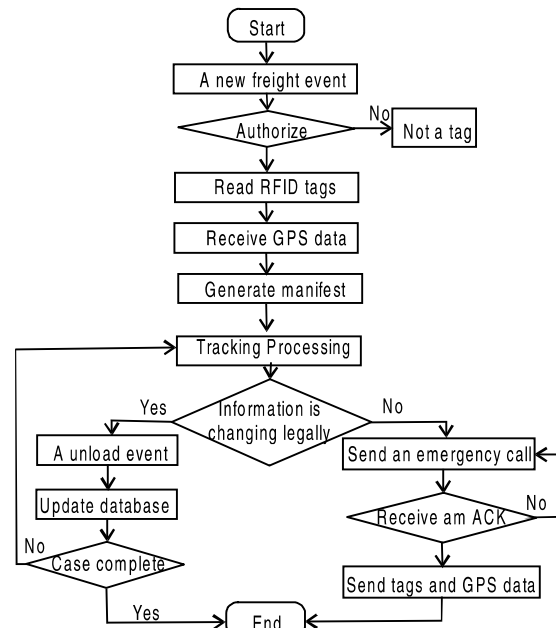 Start
A new freight event
Authorize
No
Not a tag
Read RFID tags
Receive GPS data
Generate manifest
Tracking Processing
Yes
Information is
changing legally
No
A unload event
Send an emergency call
Update database
Receive am ACK
No
No
Case complete
Send tags and GPS data
Yes
End